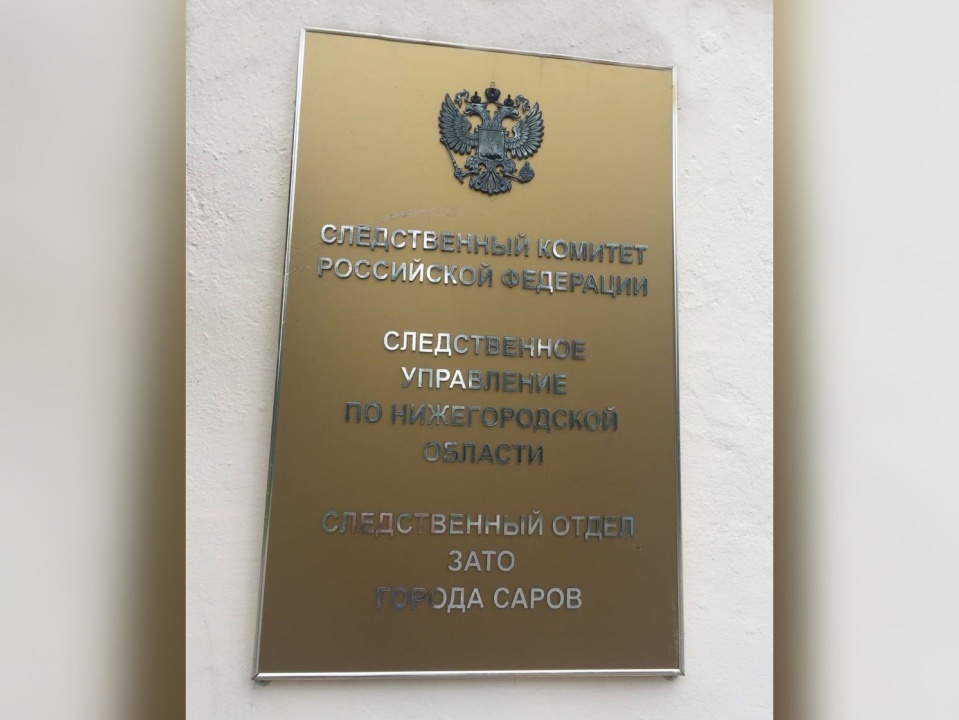 СЛЕДСТВЕННЫЙ КОМИТЕТ
РОССИЙСКОЙ ФЕДЕРАЦИИ
СЛЕДСТВЕННОЕ
УПРАВЛЕНИЕ
ПО НИЖЕГОРОДСКОЙ
ОБЛАСТИ
СЛЕДСТВЕННЫЙ ОТДЕЛ
ЗАТО
ГОРОДА САРОВ